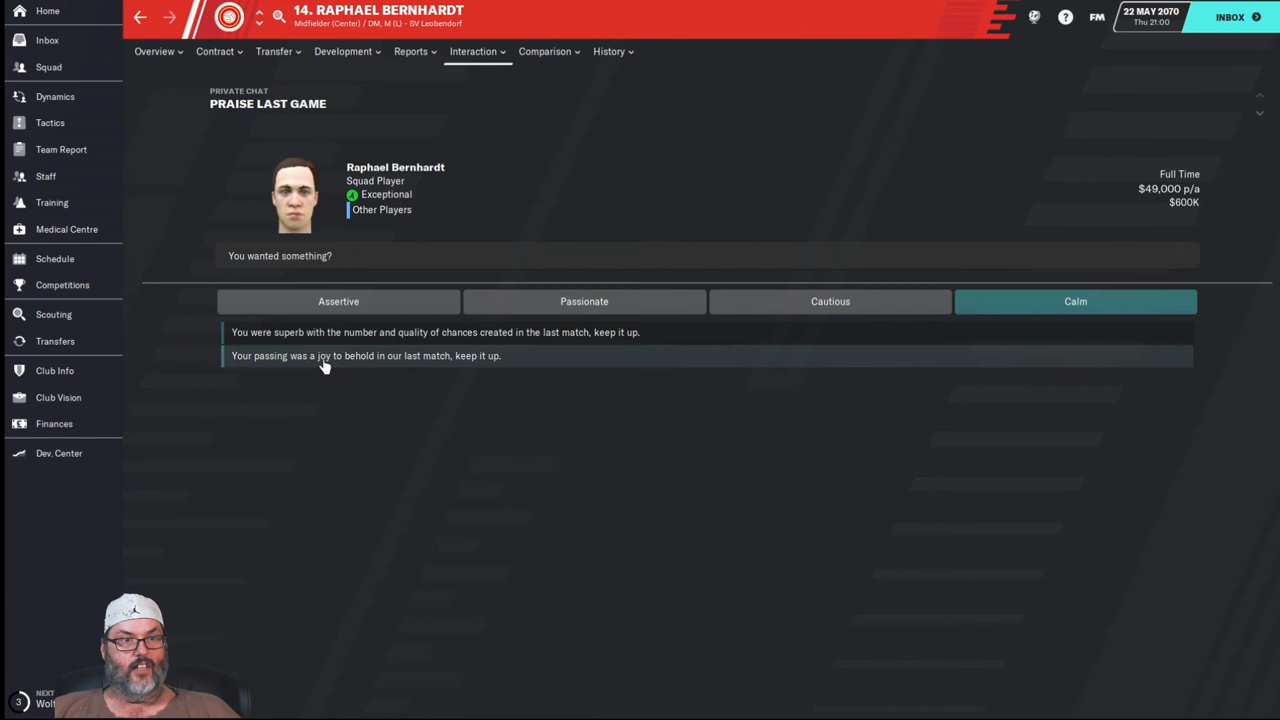 Home
Inbox
Squad
Dynamics
Tactics
Team Report
Staff
Training
Medical Centre
Schedule
Competitions
Scouting
Transfers
Club Info
Club Vision
Finances
Dev. Center
3
NEXT
Wolf
14. RAPHAEL BERNHARDT
Midfielder (Center) / DM, M (L) - SV Leobendorf
FM
22 MAY 2070
Thu 21:00
INBOX
Overview Contract Transfer Development Reports Interaction Comparison History
PRIVATE CHAT
PRAISE LAST GAME
Raphael Bernhardt
Squad Player
Exceptional
Other Players
Full Time
$49,000 p/a
$600K
You wanted something?
Assertive Passionate Cautious Calm
You were superb with the number and quality of chances created in the last match, keep it up.
Your passing was a joy to behold in our last match, keep it up.